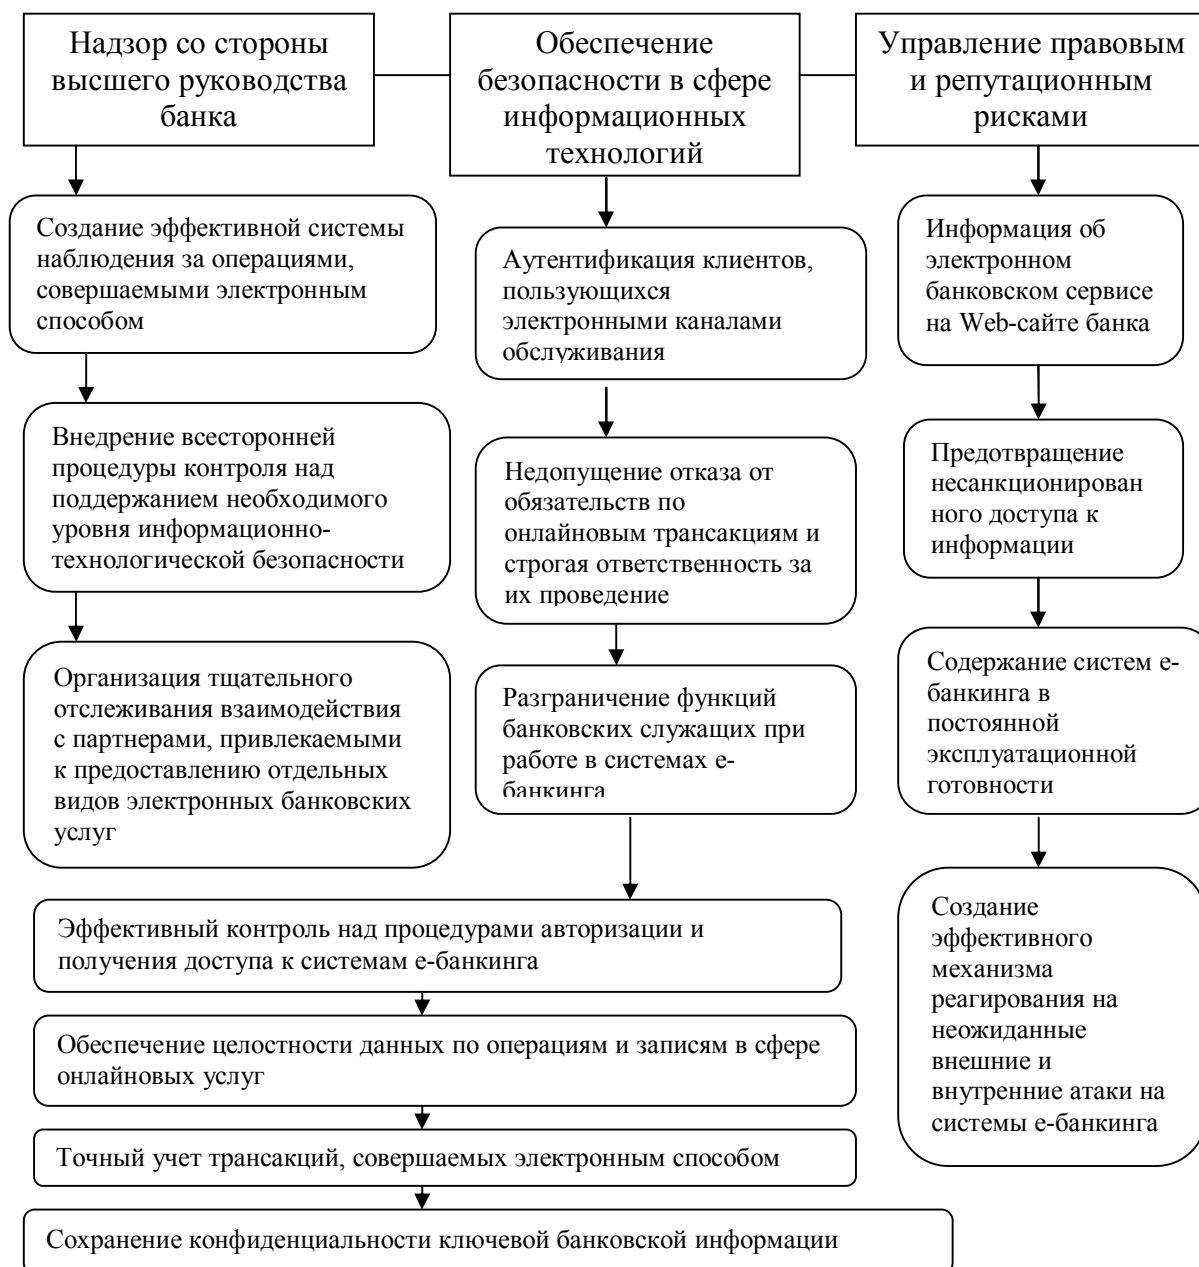 Надзор со стороны
высшего руководства
банка
Обеспечение
безопасности в сфере
информационных
технологий
Управление правовым
и репутационным
рисками
Создание эффективной системы
наблюдения за операциями,
совершаемыми электронным
способом
Внедрение всесторонней
процедуры контроля над
поддержанием необходимого
уровня информационно-
технологической безопасности
Организация тщательного
отслеживания взаимодействия
с партнерами, привлекаемыми
к предоставлению отдельных
видов электронных банковских
услуг
Аутентификация клиентов,
пользующихся
электронными каналами
обслуживания
Недопущение отказа от
обязательств по
онлайновым трансакциям и
строгая ответственность за
их проведение
Разграничение функций
банковских служащих при
работе в системах е-
банкинга
Эффективный контроль над процедурами авторизации и
получения доступа к системам е-банкинга
Обеспечение целостности данных по операциям и записям в сфере
онлайновых услуг
Точный учет трансакций, совершаемых электронным способом
Сохранение конфиденциальности ключевой банковской информации
Информация об
электронном
банковском сервисе
на Web-сайте банка
Предотвращение
несанкционирован
ного доступа к
информации
Содержание систем е-
банкинга в
постоянной
эксплуатационной
готовности
Создание
эффективного
механизма
реагирования на
неожиданные
внешние и
внутренние атаки на
системы е-банкинга